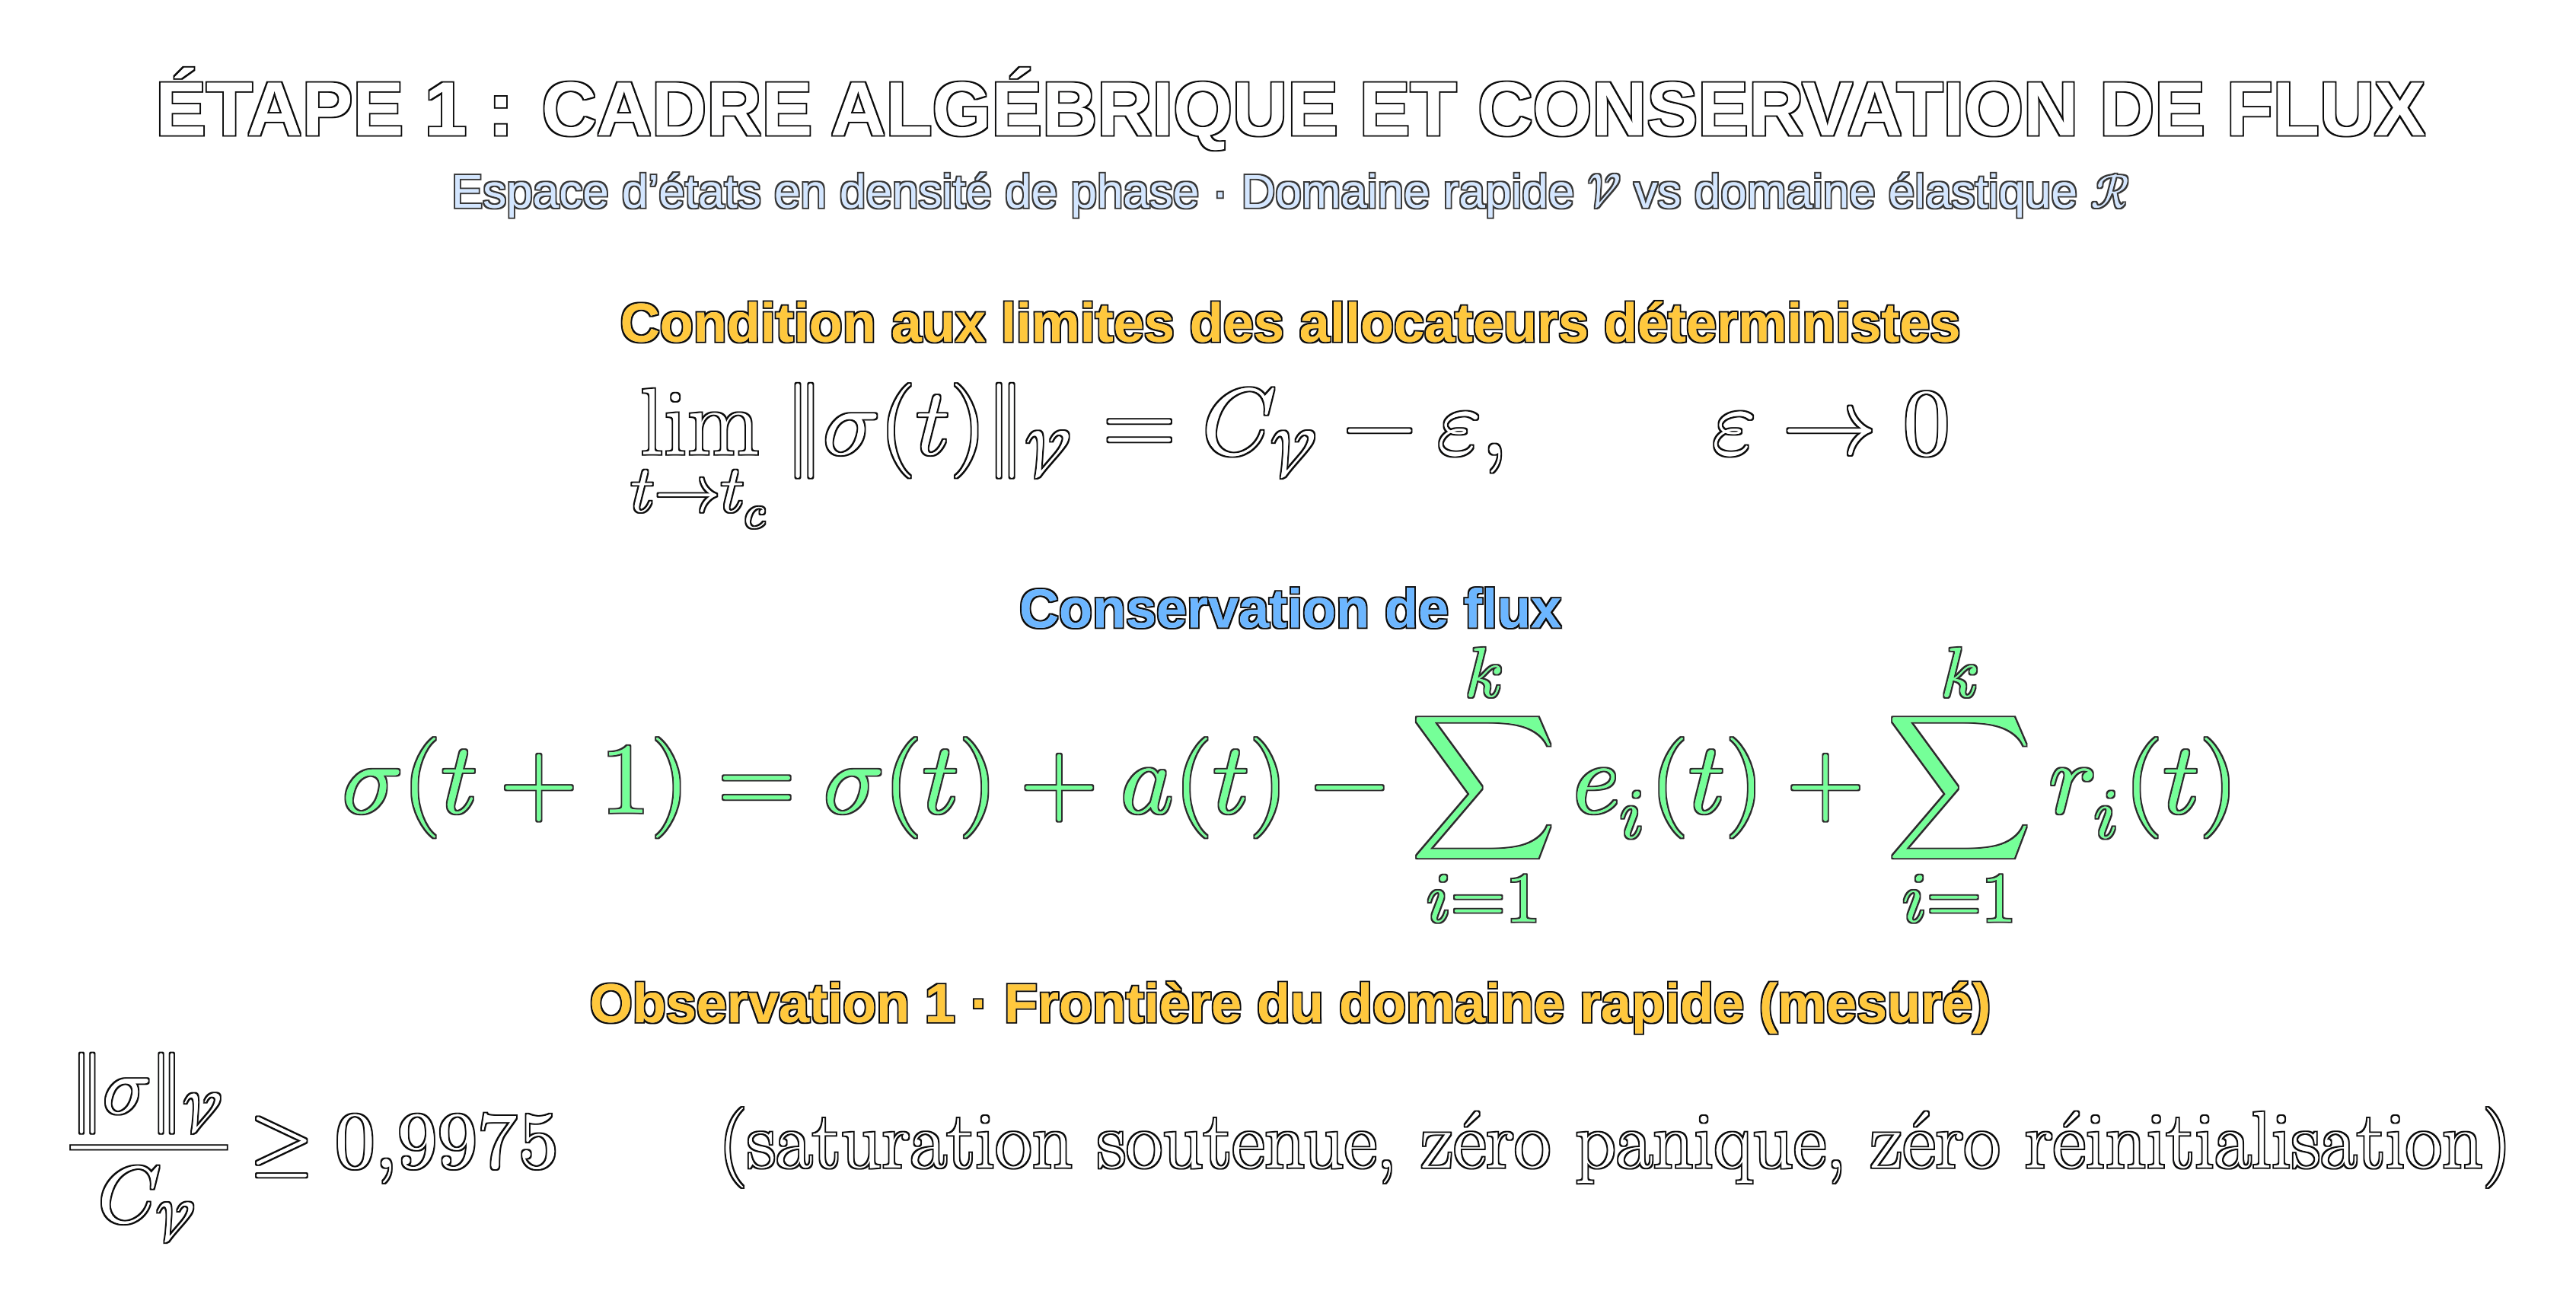 ÉTAPE 1 : CADRE ALGÉBRIQUE ET CONSERVATION DE FLUX
Espace d’états en densité de phase · Domaine rapide 𝒱 vs domaine élastique ℛ
Condition aux limites des allocateurs déterministes
lim_{t→t_c} ‖σ(t)‖_𝒱 = C_𝒱 − ε, ε → 0
Conservation de flux
σ(t + 1) = σ(t) + a(t) − ∑_{i=1}^{k} e_i(t) + ∑_{i=1}^{k} r_i(t)
Observation 1 · Frontière du domaine rapide (mesuré)
‖σ‖_𝒱 / C_𝒱 ≥ 0,9975 (saturation soutenue, zéro panique, zéro réinitialisation)